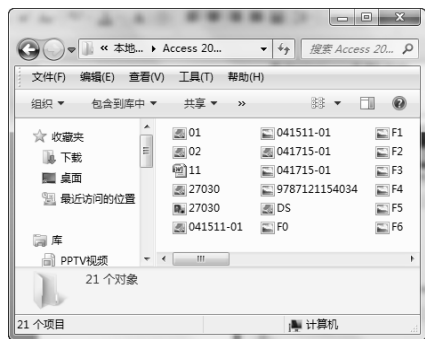 « 本地... ▸ Access 20...
搜索 Access 20...
文件(F) 编辑(E) 查看(V) 工具(T) 帮助(H)
组织 ▼ 包含到库中 ▼ 共享 ▼ »
收藏夹
下载
桌面
最近访问的位置
库
PPTV视频
01
02
11
27030
27030
041511-01
041511-01
041715-01
041715-01
9787121154034
DS
F0
F1
F2
F3
F4
F5
F6
21 个对象
21 个项目
计算机